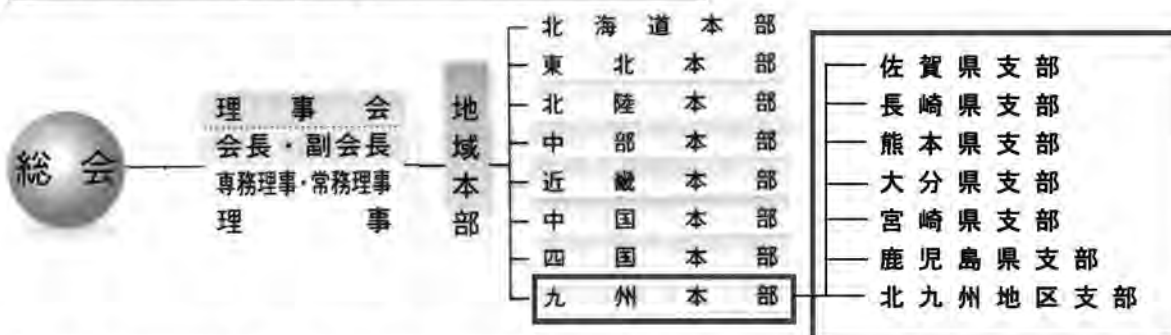 総会
理事会
会長・副会長
専務理事・常務理事
理事
地域本部
北海道本部
東北本部
北陸本部
中部本部
近畿本部
中国本部
四国本部
九州本部
佐賀県支部
長崎県支部
熊本県支部
大分県支部
宮崎県支部
鹿児島県支部
北九州地区支部